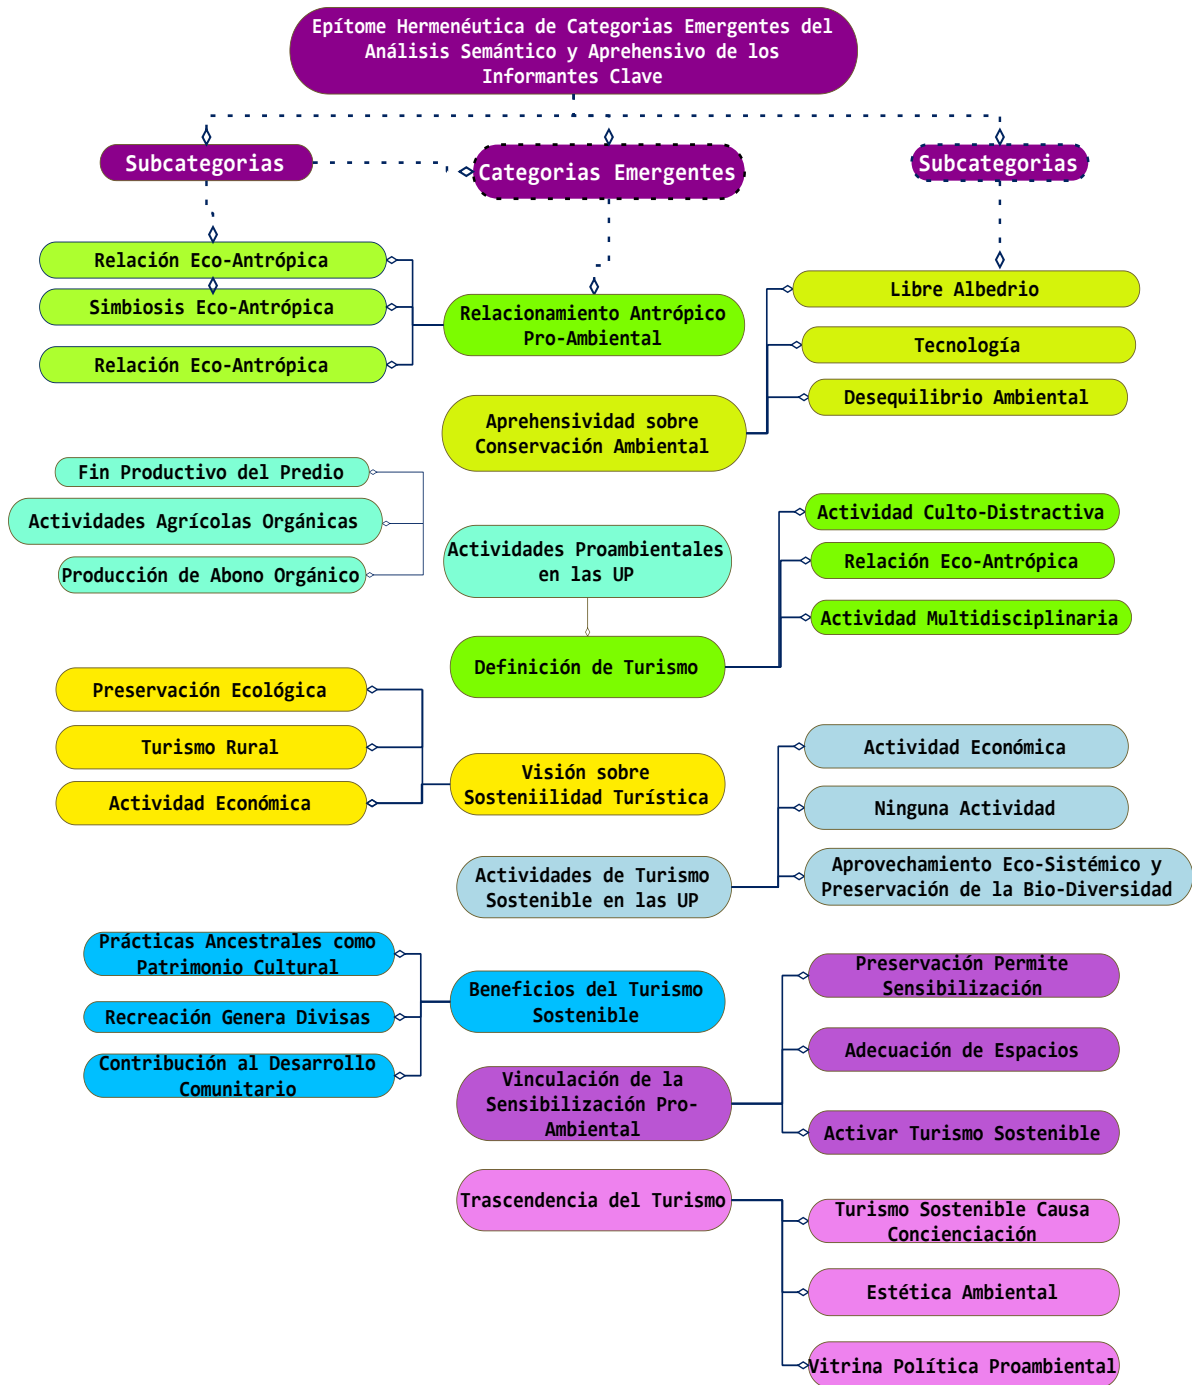 Epítome Hermenéutica de Categorias Emergentes del
Análisis Semántico y Aprehensivo de los
Informantes Clave
Subcategorias
Categorias Emergentes
Subcategorias
Relación Eco-Antrópica
Simbiosis Eco-Antrópica
Relación Eco-Antrópica
Relacionamiento Antrópico
Pro-Ambiental
Libre Albedrio
Tecnología
Desequilibrio Ambiental
Aprehensividad sobre
Conservación Ambiental
Fin Productivo del Predio
Actividades Agrícolas Orgánicas
Producción de Abono Orgánico
Actividades Proambientales
en las UP
Actividad Culto-Distractiva
Relación Eco-Antrópica
Actividad Multidisciplinaria
Definición de Turismo
Preservación Ecológica
Turismo Rural
Actividad Económica
Visión sobre
Sosteniilidad Turística
Actividad Económica
Ninguna Actividad
Aprovechamiento Eco-Sistémico y
Preservación de la Bio-Diversidad
Actividades de Turismo
Sostenible en las UP
Prácticas Ancestrales como
Patrimonio Cultural
Recreación Genera Divisas
Contribución al Desarrollo
Comunitario
Beneficios del Turismo
Sostenible
Preservación Permite
Sensibilización
Adecuación de Espacios
Activar Turismo Sostenible
Vinculación de la
Sensibilización Pro-
Ambiental
Trascendencia del Turismo
Turismo Sostenible Causa
Concienciación
Estética Ambiental
Vitrina Política Proambiental